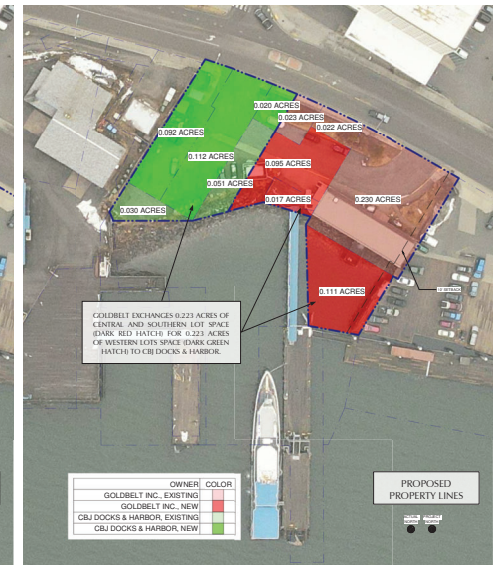 0.020 ACRES
0.023 ACRES
0.022 ACRES
0.092 ACRES
0.112 ACRES
0.095 ACRES
0.051 ACRES
0.017 ACRES
0.230 ACRES
0.030 ACRES
0.111 ACRES
GOLDBELT EXCHANGES 0.223 ACRES OF
CENTRAL AND SOUTHERN LOT SPACE
(DARK RED HATCH) FOR 0.223 ACRES
OF WESTERN LOTS SPACE (DARK GREEN
HATCH) TO CBJ DOCKS & HARBOR.
OWNER COLOR
GOLDBELT INC., EXISTING
GOLDBELT INC., NEW
CBJ DOCKS & HARBOR, EXISTING
CBJ DOCKS & HARBOR, NEW
PROPOSED
PROPERTY LINES
ACTUAL NORTH
PROJECT NORTH